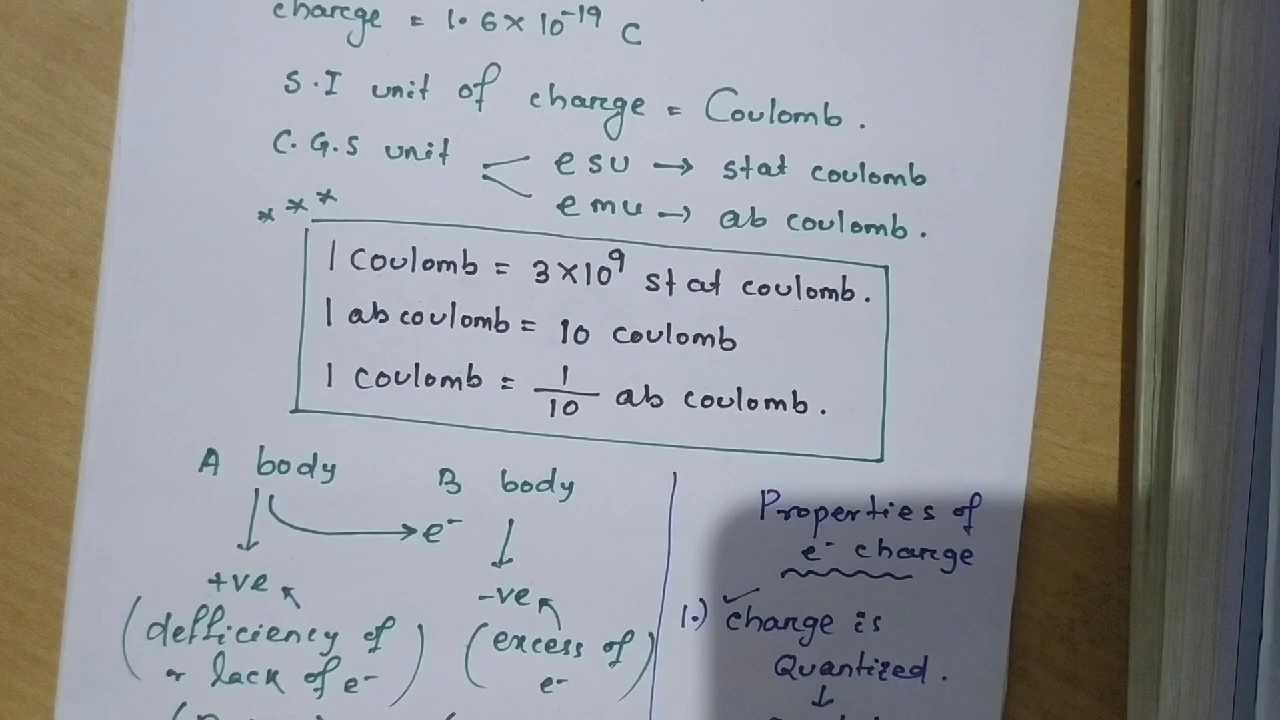 charge = 1.6×10⁻¹⁹ C
S.I unit of charge = Coulomb.
C.G.S unit < esu → stat coulomb
emu → ab coulomb.
***
1 coulomb = 3×10⁹ stat coulomb.
1 ab coulomb = 10 coulomb
1 coulomb = 1/10 ab coulomb.
A body
B body
→ e⁻
+ve
-ve
(defficiency of
or lack of e⁻)
(excess of
e⁻)
Properties of
e⁻ charge
1.) charge is
Quantized.
↓